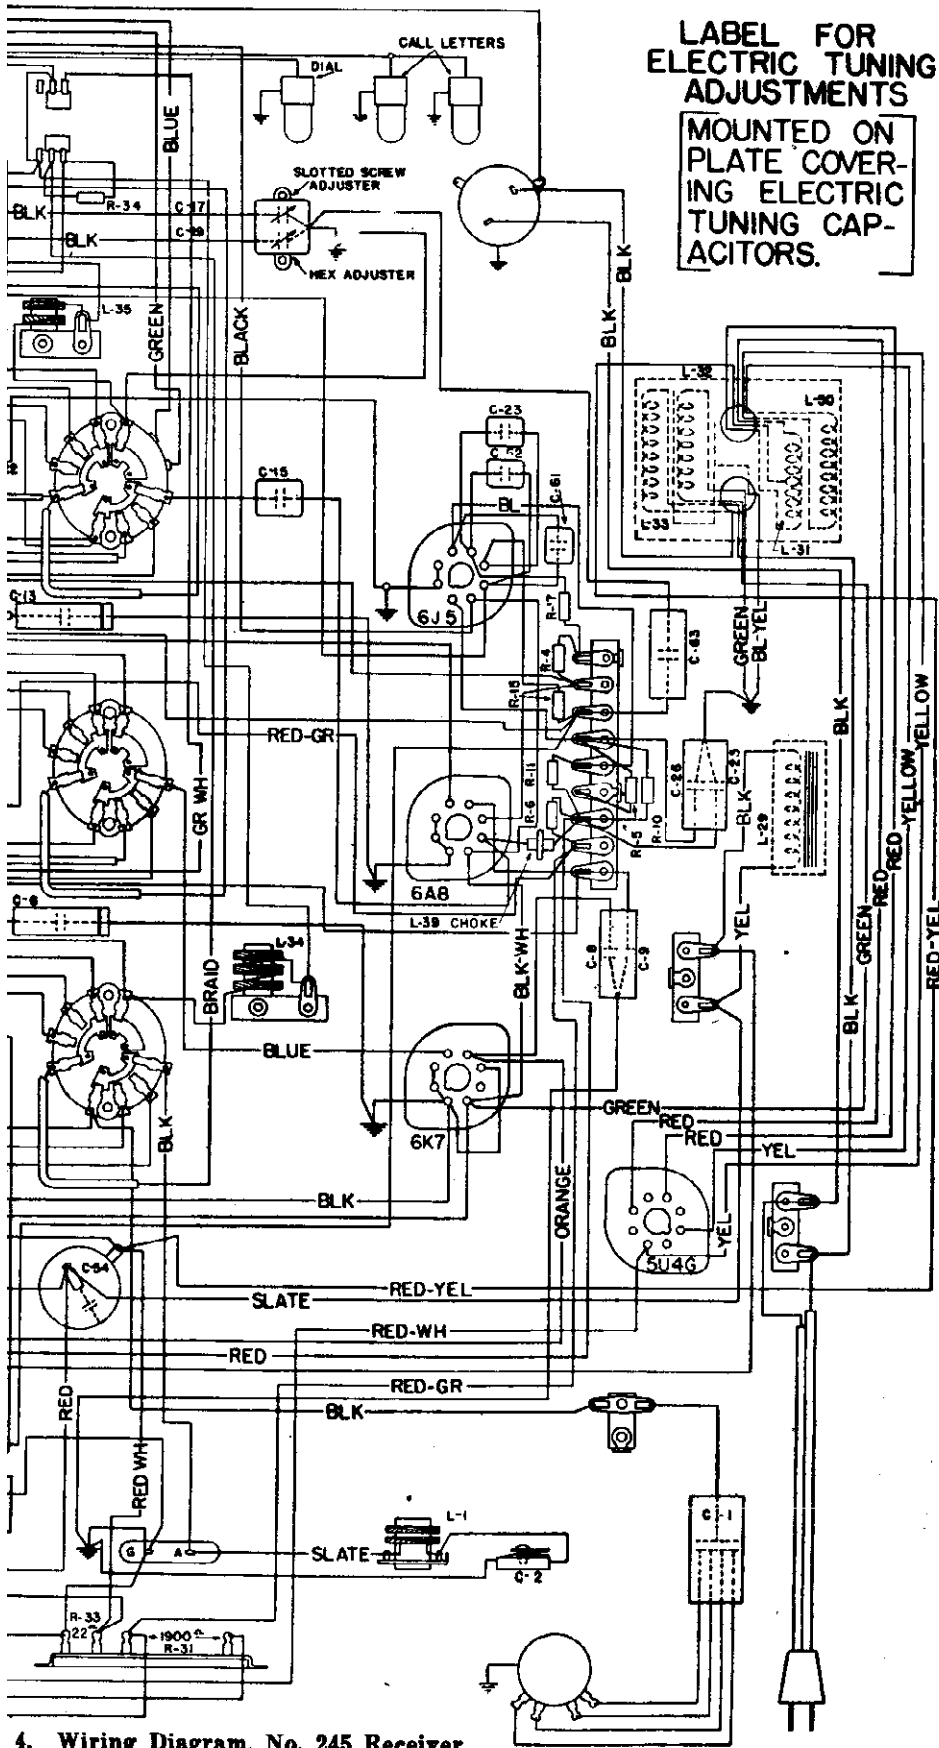 LABEL FOR
ELECTRIC TUNING
ADJUSTMENTS
MOUNTED ON
PLATE COVER-
ING ELECTRIC
TUNING CAP-
ACITORS.
CALL LETTERS
DIAL
BLUE
SLOTTED SCREW
ADJUSTER
R-34
C-17
BLK
C-19
BLK
HEX ADJUSTER
BLK
BLK
L-35
GREEN
BLACK
L-32
L-30
L-33
L-31
C-23
C-15
C-61
BL
6J5
C-13
R-7
R-4
R-15
C-63
GREEN
BL-YEL
RED-GR
GR WH
R-11
R-6
R-5
R-10
C-26
C-25
BLK
L-29
BLK
YELLOW
YELLOW
RED
RED
GREEN
RED-YEL
6A8
L-39 CHOKE
C-6
L-34
BRAID
BLK-WH
C-8
C-9
YEL
BLK
BLUE
6K7
GREEN
RED
RED
YEL
BLK
BLK
ORANGE
YEL
5U4G
C-54
RED-YEL
SLATE
RED-WH
RED
RED-GR
BLK
RED
RED WH
G
A
SLATE
L-1
C-2
C-1
R-33
22Ω
1900Ω
R-31
4. Wiring Diagram, No. 245 Receiver